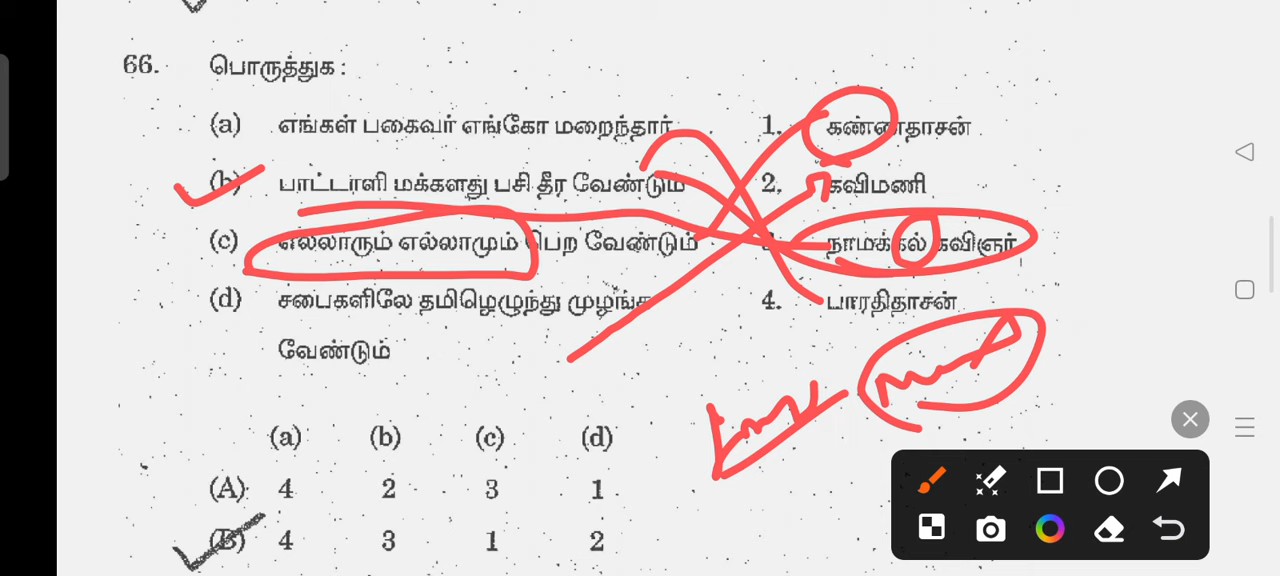 66. பொருத்துக :
(a) எங்கள் பகைவர் எங்கோ மறைந்தார் 1. கண்ணதாசன்
(b) பாட்டாளி மக்களது பசி தீர வேண்டும் 2. கவிமணி
(c) எல்லாரும் எல்லாமும் பெற வேண்டும் 3. நாமக்கல் கவிஞர்
(d) சபைகளிலே தமிழெழுந்து முழங்க 4. பாரதிதாசன்
வேண்டும்
(a) (b) (c) (d)
(A) 4 2 3 1
(B) 4 3 1 2